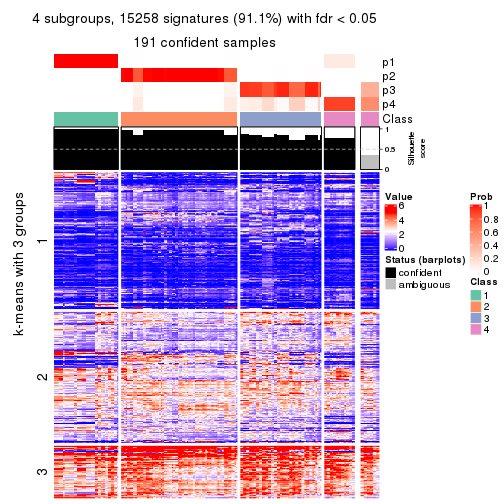 4 subgroups, 15258 signatures (91.1%) with fdr < 0.05
191 confident samples
p1
p2
p3
p4
Class
1
0.5
0
Silhouette
score
k-means with 3 groups
1
2
3
Value
6
4
2
0
Status (barplots)
confident
ambiguous
Prob
1
0.8
0.6
0.4
0.2
0
Class
1
2
3
4